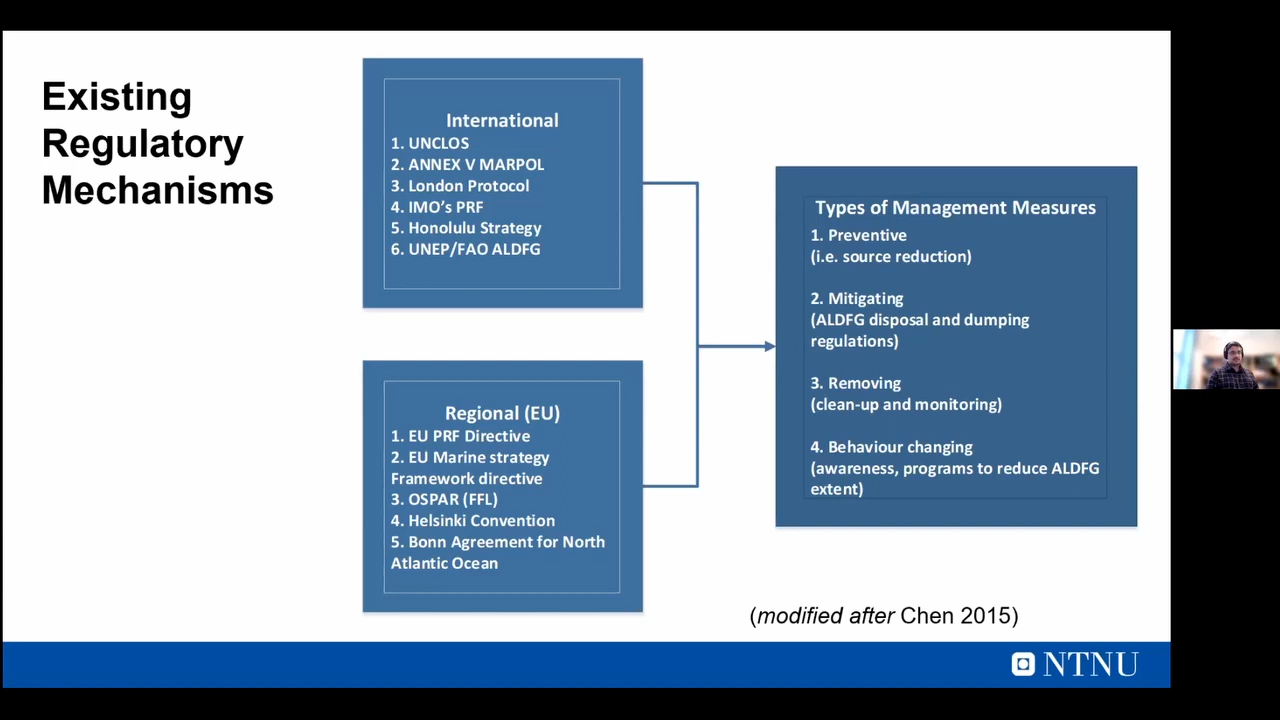 Existing
Regulatory
Mechanisms
International
1. UNCLOS
2. ANNEX V MARPOL
3. London Protocol
4. IMO's PRF
5. Honolulu Strategy
6. UNEP/FAO ALDFG
Regional (EU)
1. EU PRF Directive
2. EU Marine strategy
Framework directive
3. OSPAR (FFL)
4. Helsinki Convention
5. Bonn Agreement for North
Atlantic Ocean
Types of Management Measures
1. Preventive
(i.e. source reduction)
2. Mitigating
(ALDFG disposal and dumping
regulations)
3. Removing
(clean-up and monitoring)
4. Behaviour changing
(awareness, programs to reduce ALDFG
extent)
(modified after Chen 2015)
NTNU